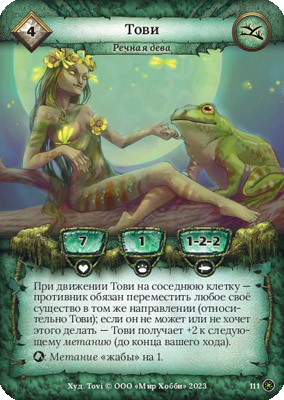 4
Тови
Речная дева
7
1
1-2-2
При движении Тови на соседнюю клетку –
противник обязан переместить любое своё
существо в том же направлении (относи-
тельно Тови); если он не может или не хочет
этого делать – Тови получает +2 к следую-
щему метанию (до конца вашего хода).
: Метание «жабы» на 1.
Худ. Tovi © ООО «Мир Хобби» 2023
111